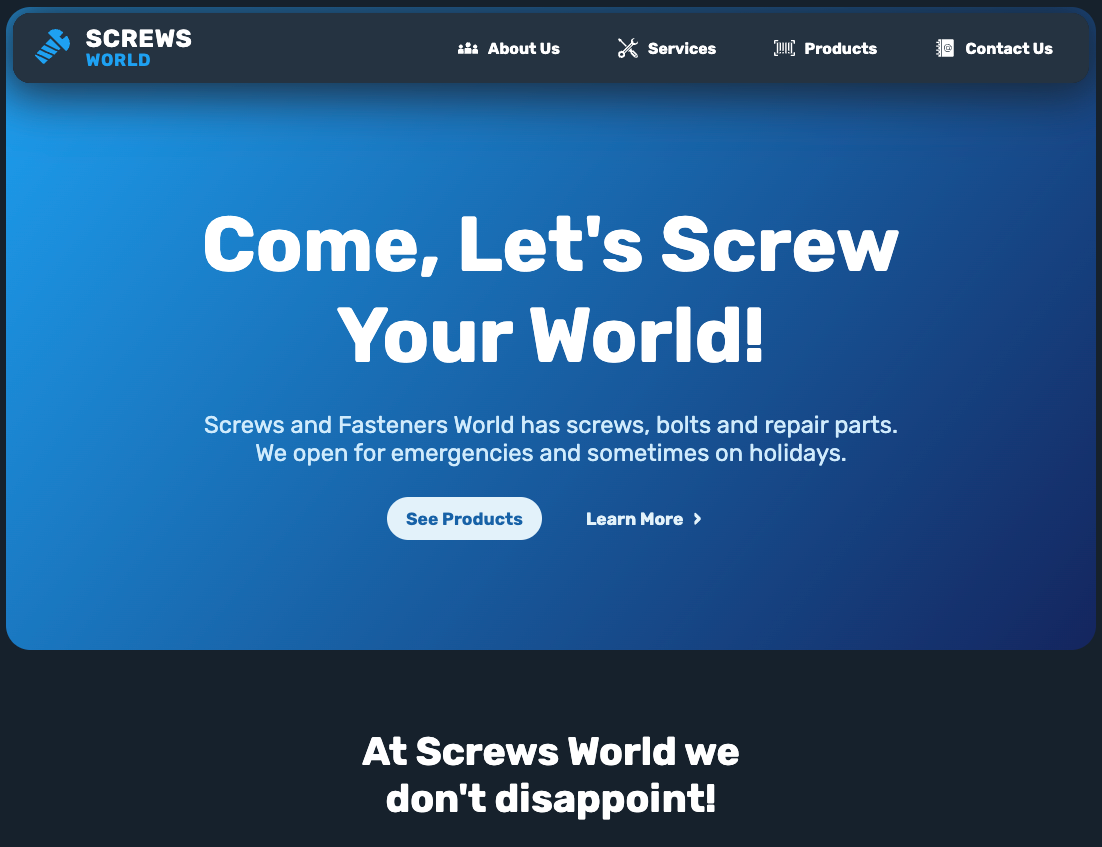 SCREWS
WORLD
About Us
Services
Products
Contact Us
Come, Let's Screw
Your World!
Screws and Fasteners World has screws, bolts and repair parts.
We open for emergencies and sometimes on holidays.
See Products
Learn More
At Screws World we
don't disappoint!